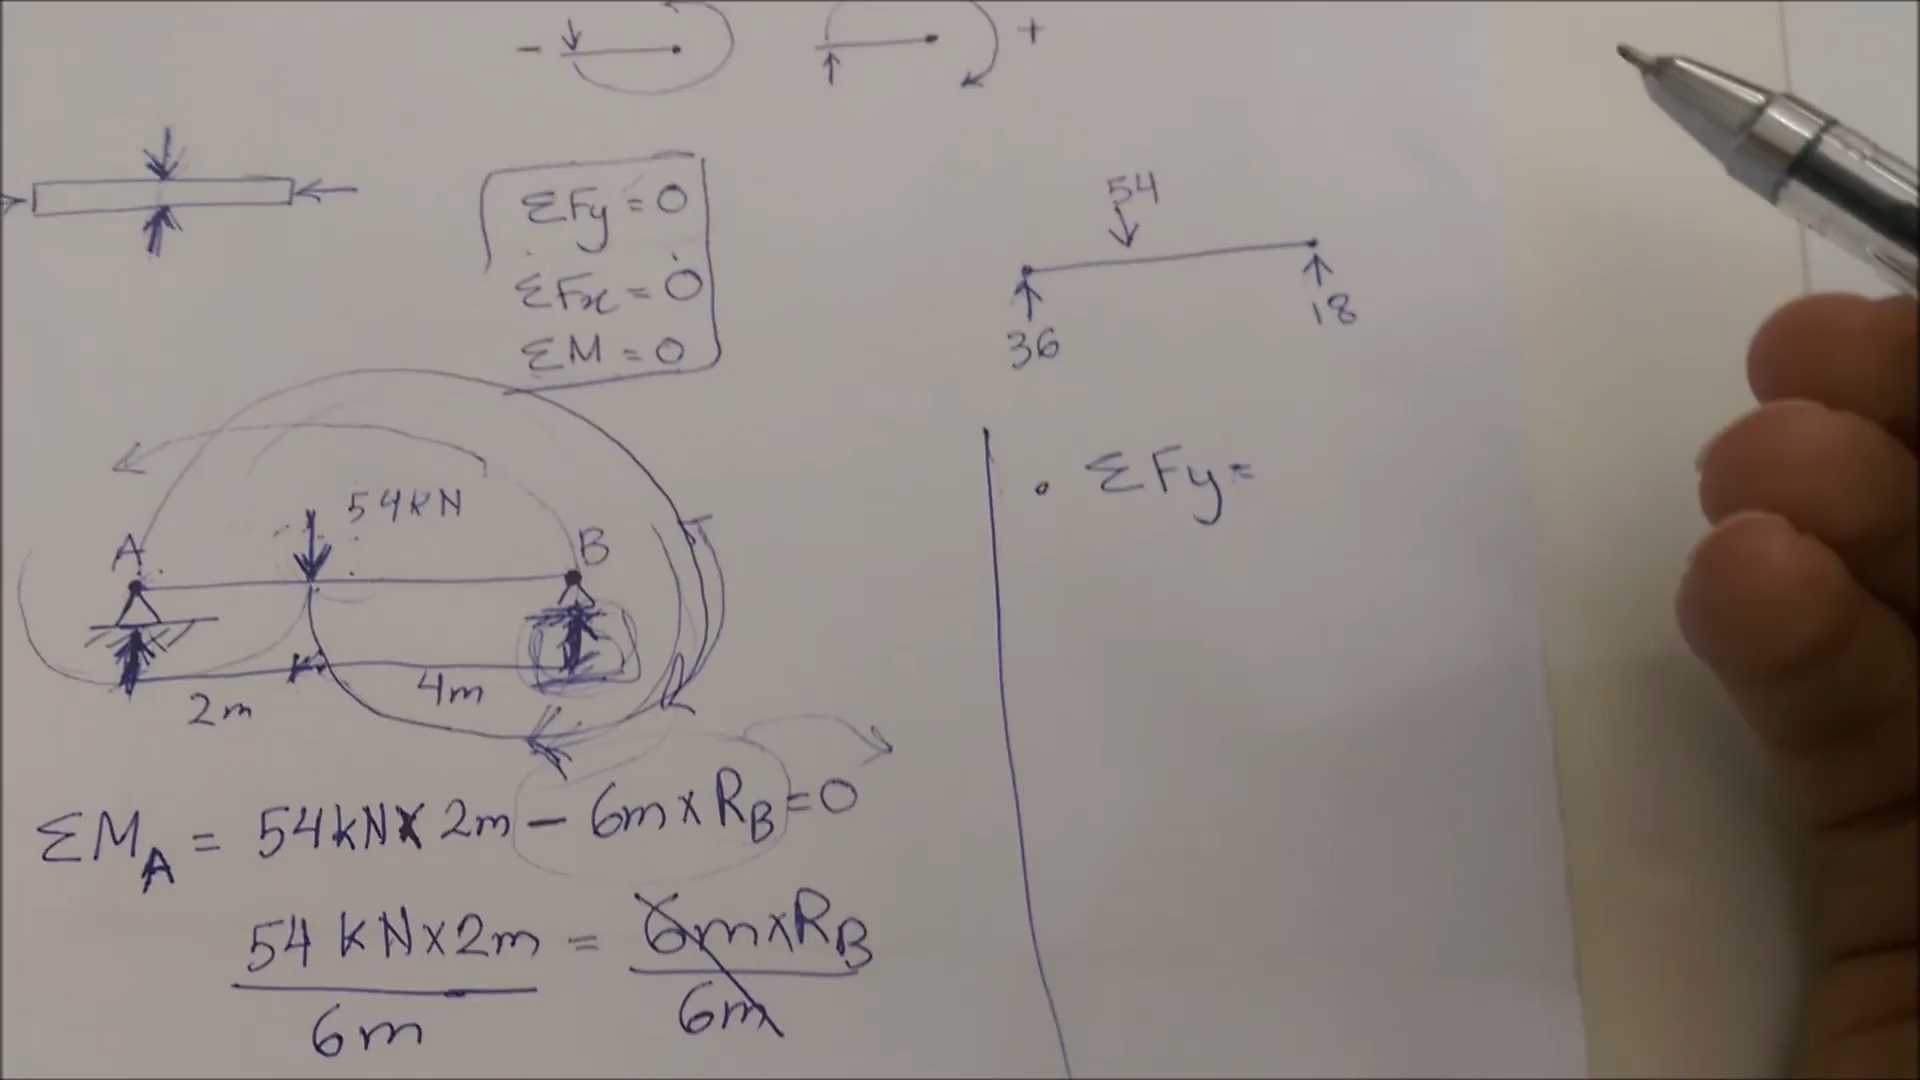 - +
ΣFy = 0
ΣFx = 0
ΣM = 0
54
36 18
54kN
A B
2m 4m
ΣM_A = 54kN x 2m - 6m x R_B = 0
54 kN x 2m = 6m x R_B
6m 6m
. ΣFy =